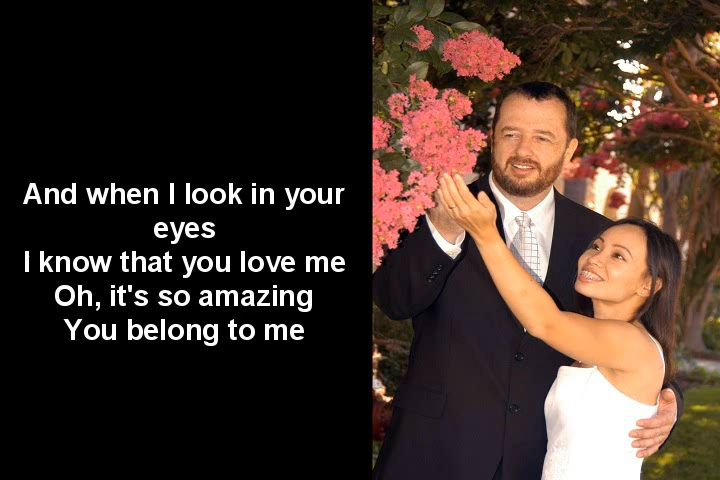 And when I look in your
eyes
I know that you love me
Oh, it's so amazing
You belong to me